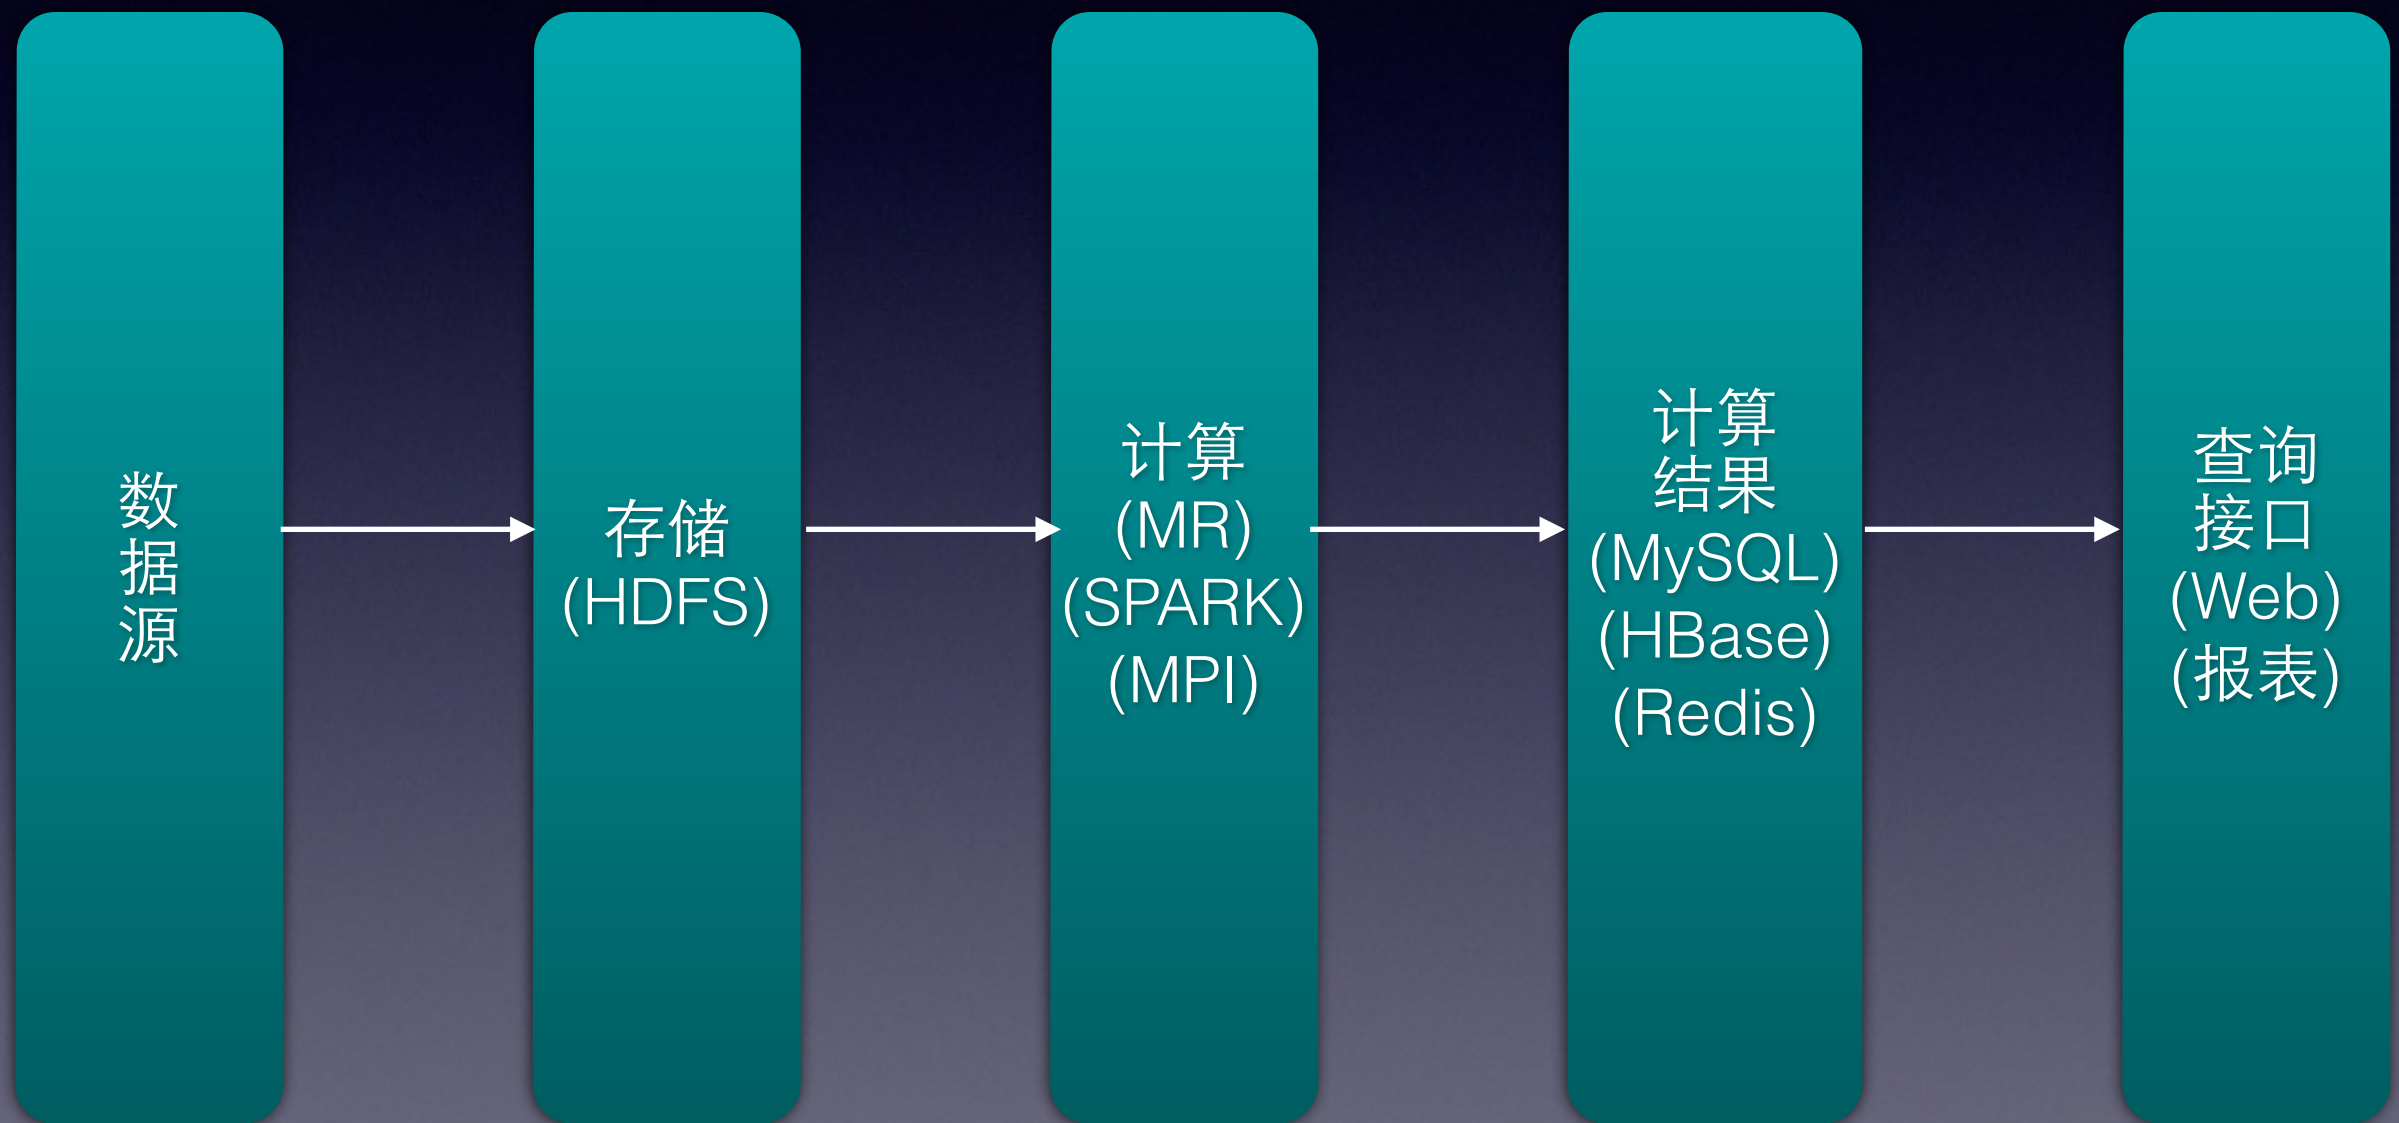 数
据
源
存储
(HDFS)
计算
(MR)
(SPARK)
(MPI)
计算
结果
(MySQL)
(HBase)
(Redis)
查询
接口
(Web)
(报表)